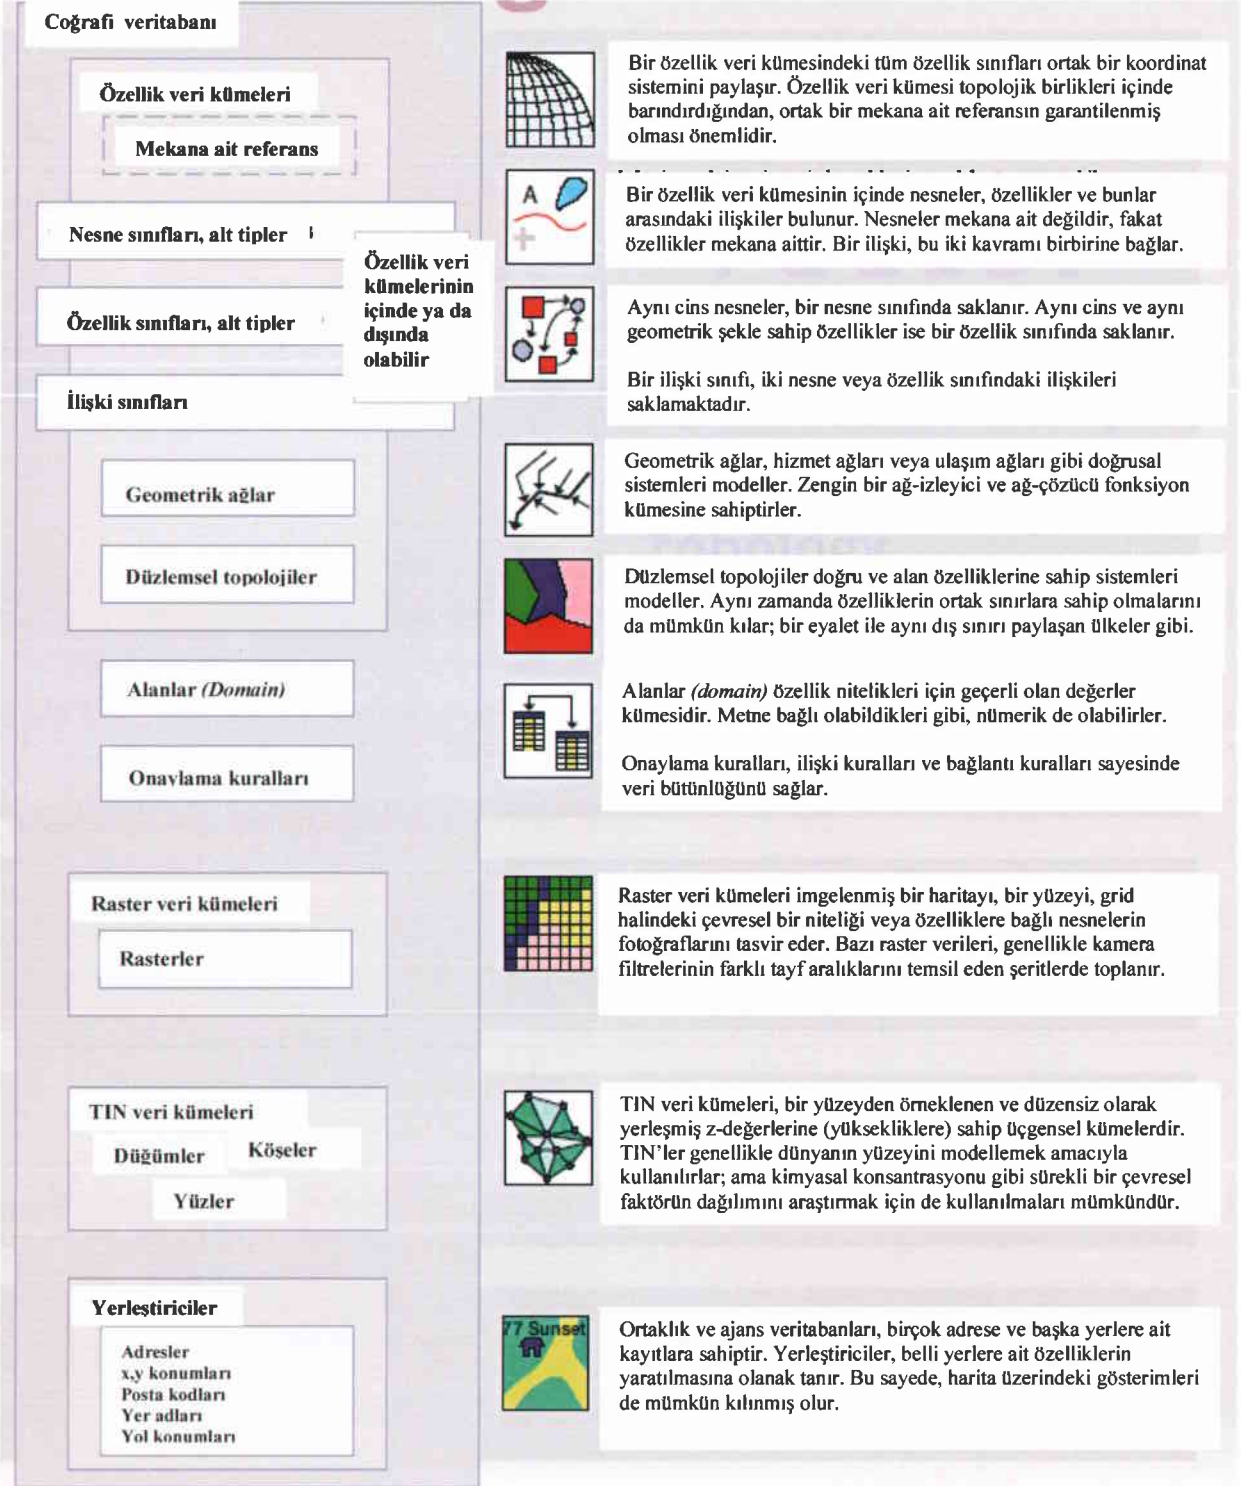 Coğrafi veritabanı
Özellik veri kümeleri
Mekana ait referans
Nesne sınıfları, alt tipler
Özellik sınıfları, alt tipler
İlişki sınıfları
Özellik veri
kümelerinin
içinde ya da
dışında
olabilir
Geometrik ağlar
Düzlemsel topolojiler
Alanlar (Domain)
Onaylama kuralları
Raster veri kümeleri
Rasterler
TIN veri kümeleri
Düğümler
Köşeler
Yüzler
Yerleştiriciler
Adresler
x,y konumları
Posta kodları
Yer adları
Yol konumları
Bir özellik veri kümesindeki tüm özellik sınıfları ortak bir koordinat
sistemini paylaşır. Özellik veri kümesi topolojik birlikleri içinde
barındırdığından, ortak bir mekana ait referansın garantilenmiş
olması önemlidir.
A
Bir özellik veri kümesinin içinde nesneler, özellikler ve bunlar
arasındaki ilişkiler bulunur. Nesneler mekana ait değildir, fakat
özellikler mekana aittir. Bir ilişki, bu iki kavramı birbirine bağlar.
Aynı cins nesneler, bir nesne sınıfında saklanır. Aynı cins ve aynı
geometrik şekle sahip özellikler ise bir özellik sınıfında saklanır.
Bir ilişki sınıfı, iki nesne veya özellik sınıfındaki ilişkileri
saklamaktadır.
Geometrik ağlar, hizmet ağları veya ulaşım ağları gibi doğrusal
sistemleri modeller. Zengin bir ağ-izleyici ve ağ-çözücü fonksiyon
kümesine sahiptirler.
topology
Düzlemsel topolojiler doğru ve alan özelliklerine sahip sistemleri
modeller. Aynı zamanda özelliklerin ortak sınırlara sahip olmalarını
da mümkün kılar; bir eyalet ile aynı dış sınırı paylaşan ülkeler gibi.
Alanlar (domain) özellik nitelikleri için geçerli olan değerler
kümesidir. Metne bağlı olabildikleri gibi, nümerik de olabilirler.
Onaylama kuralları, ilişki kuralları ve bağlantı kuralları sayesinde
veri bütünlüğünü sağlar.
Raster veri kümeleri imgelenmiş bir haritayı, bir yüzeyi, grid
halindeki çevresel bir niteliği veya özelliklere bağlı nesnelerin
fotoğraflarını tasvir eder. Bazı raster verileri, genellikle kamera
filtrelerinin farklı tayf aralıklarını temsil eden şeritlerde toplanır.
TIN veri kümeleri, bir yüzeyden örneklenen ve düzensiz olarak
yerleşmiş z-değerlerine (yüksekliklere) sahip üçgensel kümelerdir.
TIN'ler genellikle dünyanın yüzeyini modellemek amacıyla
kullanılırlar; ama kimyasal konsantrasyonu gibi sürekli bir çevresel
faktörün dağılımını araştırmak için de kullanılmaları mümkündür.
77 Sunset
Ortaklık ve ajans veritabanları, birçok adrese ve başka yerlere ait
kayıtlara sahiptir. Yerleştiriciler, belli yerlere ait özelliklerin
yaratılmasına olanak tanır. Bu sayede, harita üzerindeki gösterimleri
de mümkün kılınmış olur.